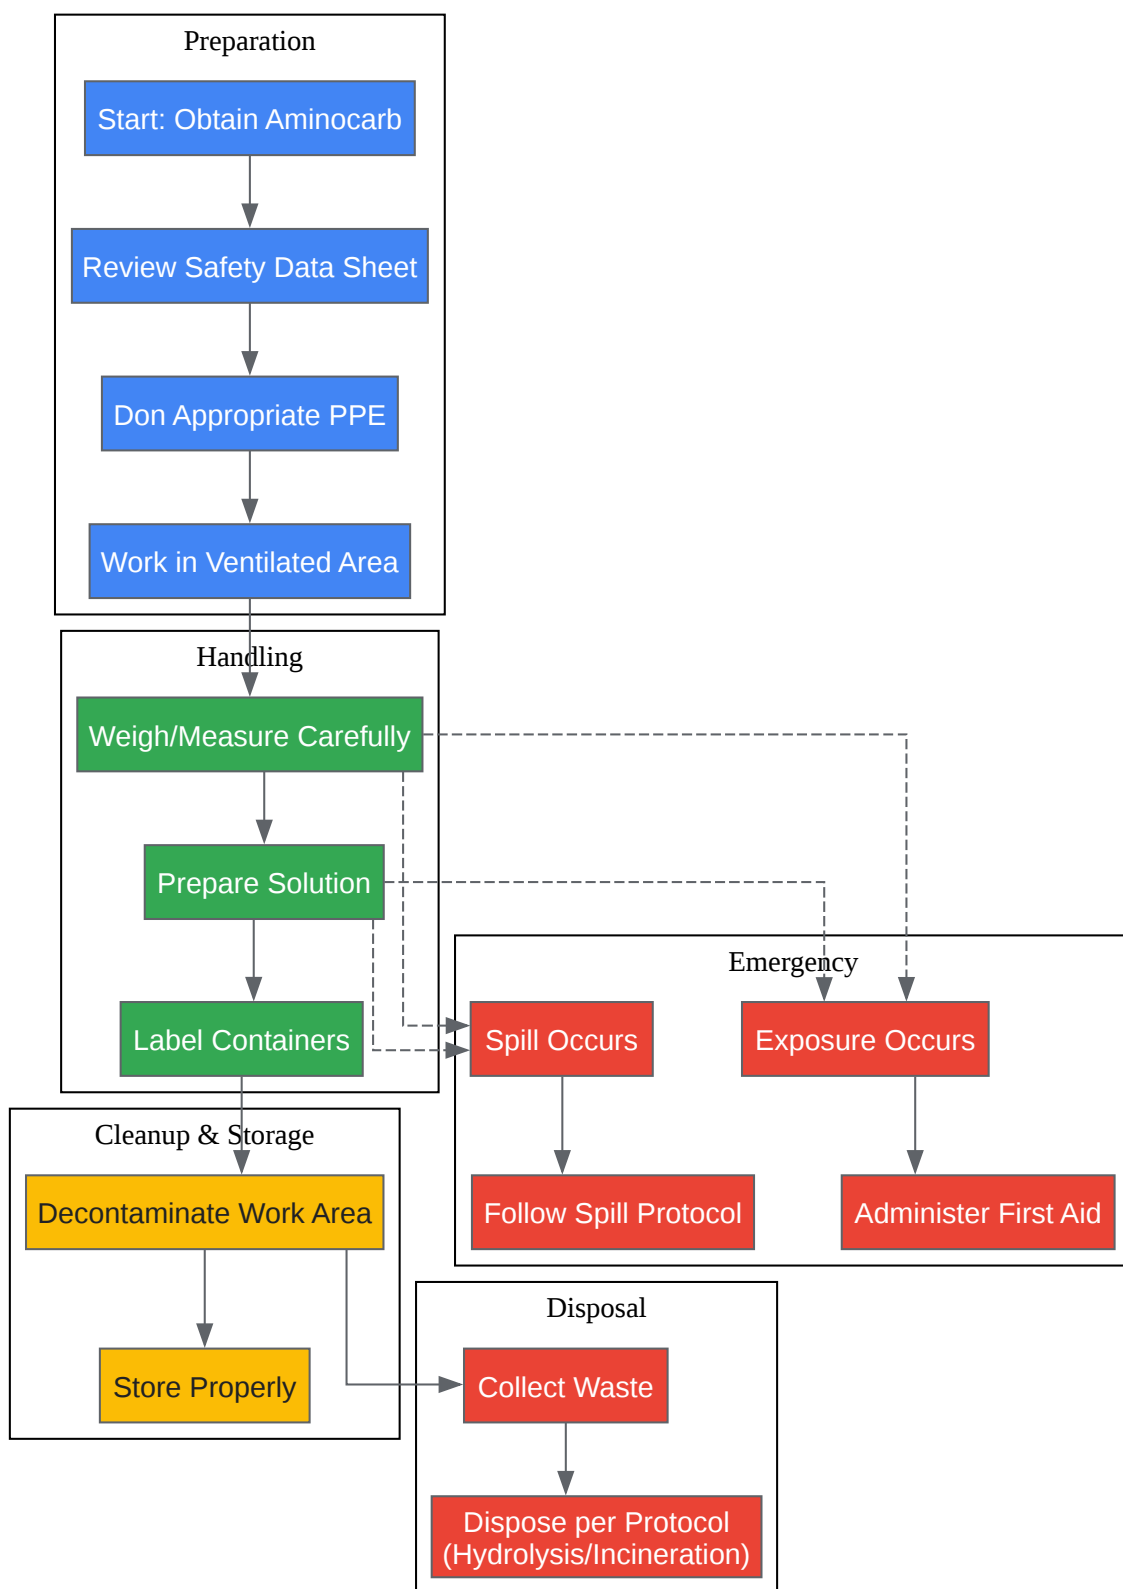 Preparation
Start: Obtain Aminocarb
Review Safety Data Sheet
Don Appropriate PPE
Work in Ventilated Area
Handling
Weigh/Measure Carefully
Prepare Solution
Label Containers
Emergency
Spill Occurs
Exposure Occurs
Follow Spill Protocol
Administer First Aid
Cleanup & Storage
Decontaminate Work Area
Store Properly
Disposal
Collect Waste
Dispose per Protocol
(Hydrolysis/Incineration)